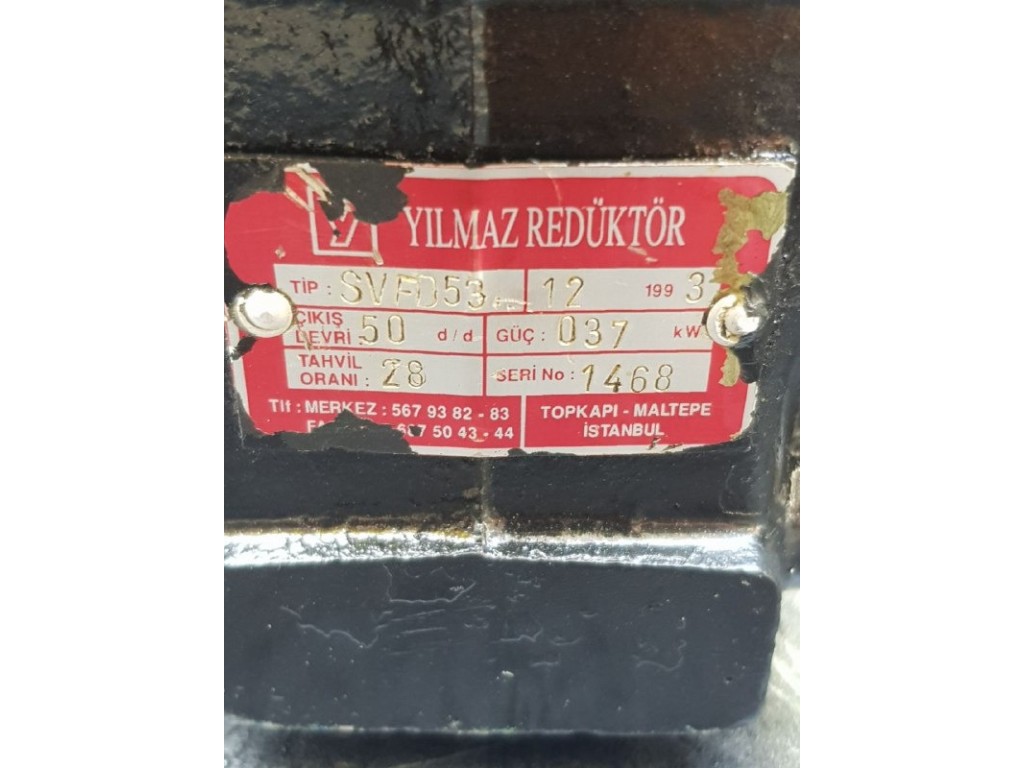 YILMAZ REDÜKTÖR
TİP : SVFD53 12 199 3
ÇIKIŞ DEVRİ : 50 d/d GÜÇ : 037 kW
TAHVİL ORANI : 28 SERİ No : 1468
Tlf : MERKEZ : 567 93 82 - 83 TOPKAPI - MALTEPE
50 43 - 44 İSTANBUL